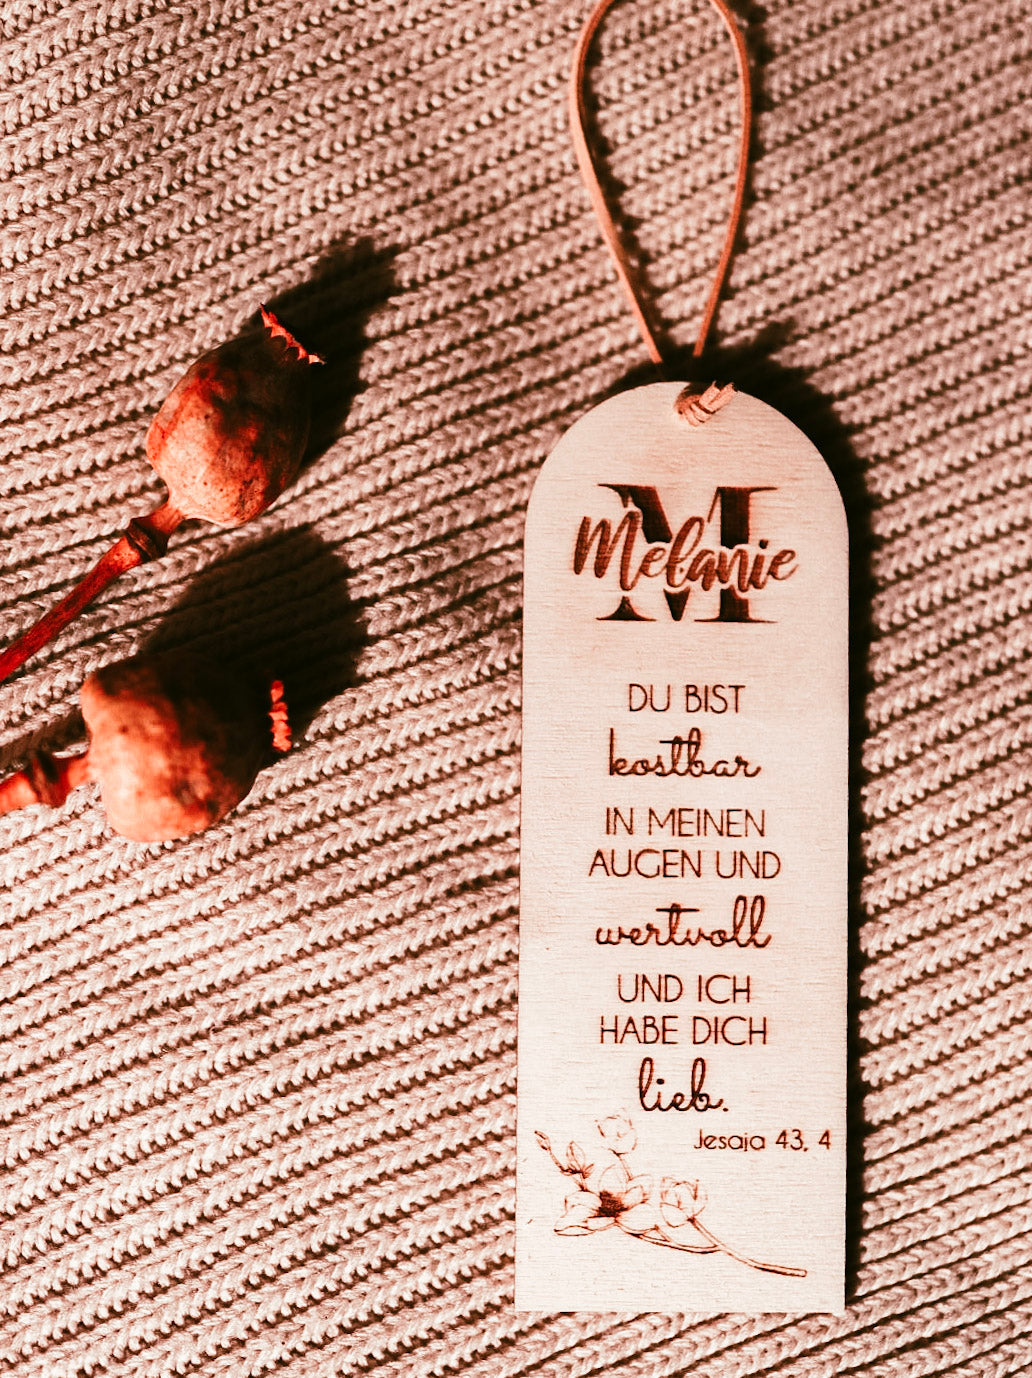 M
Melanie
DU BIST
kostbar
IN MEINEN
AUGEN UND
wertvoll
UND ICH
HABE DICH
lieb.
Jesaja 43, 4